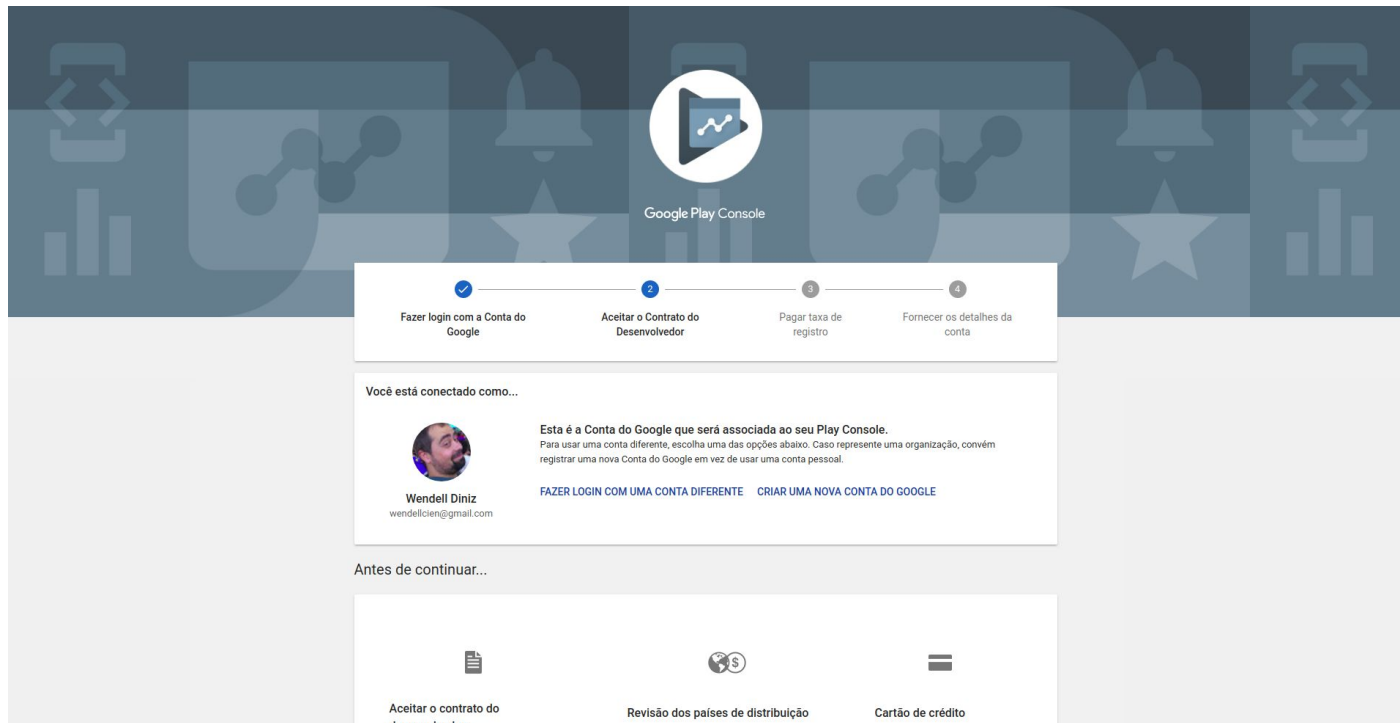 Google Play Console
2
3
4
Fazer login com a Conta do
Google
Aceitar o Contrato do
Desenvolvedor
Pagar taxa de
registro
Fornecer os detalhes da
conta
Você está conectado como...
Wendell Diniz
wendellcien@gmail.com
Esta é a Conta do Google que será associada ao seu Play Console.
Para usar uma conta diferente, escolha uma das opções abaixo. Caso represente uma organização, convém
registrar uma nova Conta do Google em vez de usar uma conta pessoal.
FAZER LOGIN COM UMA CONTA DIFERENTE CRIAR UMA NOVA CONTA DO GOOGLE
Antes de continuar...
$
Aceitar o contrato do
Revisão dos países de distribuição
Cartão de crédito